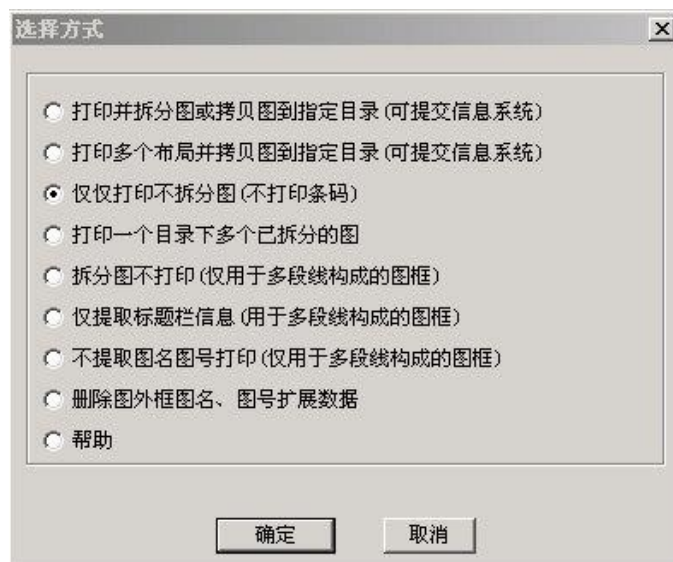 选择方式
打印并拆分图或拷贝图到指定目录(可提交信息系统)
打印多个布局并拷贝图到指定目录(可提交信息系统)
仅仅打印不拆分图(不打印条码)
打印一个目录下多个已拆分的图
拆分图不打印(仅用于多段线构成的图框)
仅提取标题栏信息(用于多段线构成的图框)
不提取图名图号打印(仅用于多段线构成的图框)
删除图外框图名、图号扩展数据
帮助
确定 取消